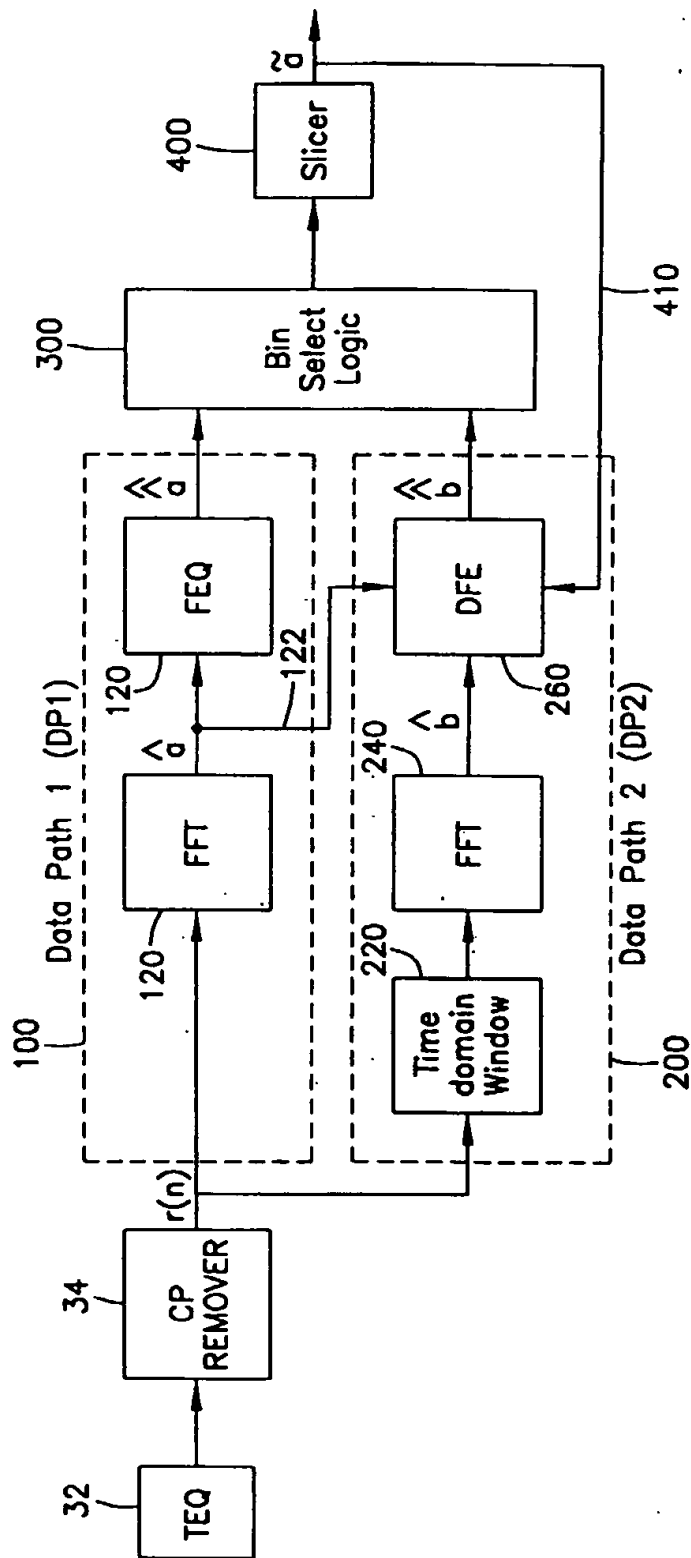 32
TEQ
34
CP
REMOVER
r(n)
100
Data Path 1 (DP1)
120
FFT
^
a
122
120
FEQ
^
^
a
220
Time
domain
Window
240
FFT
^
b
260
DFE
^
^
b
200
Data Path 2 (DP2)
300
Bin
Select
Logic
400
Slicer
~
a
410